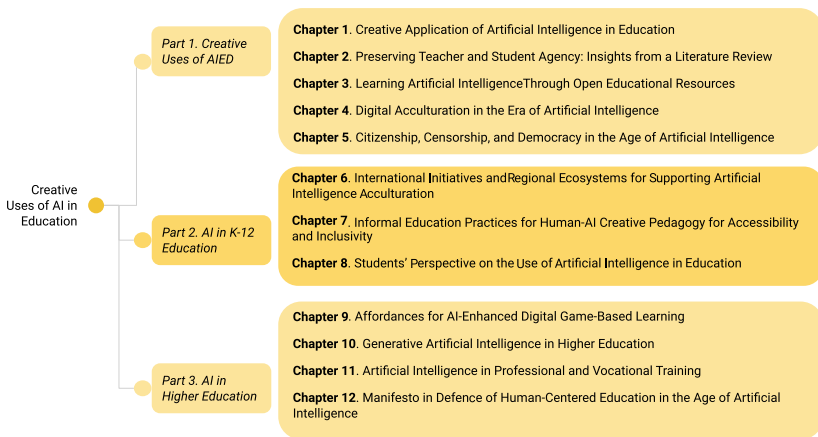 Creative
Uses of AI in
Education
Part 1. Creative
Uses of AIED
Chapter 1. Creative Application of Artificial Intelligence in Education
Chapter 2. Preserving Teacher and Student Agency: Insights from a Literature Review
Chapter 3. Learning Artificial IntelligenceThrough Open Educational Resources
Chapter 4. Digital Acculturation in the Era of Artificial Intelligence
Chapter 5. Citizenship, Censorship, and Democracy in the Age of Artificial Intelligence
Part 2. AI in K-12
Education
Chapter 6. International Initiatives andRegional Ecosystems for Supporting Artificial
Intelligence Acculturation
Chapter 7. Informal Education Practices for Human-AI Creative Pedagogy for Accessibility
and Inclusivity
Chapter 8. Students' Perspective on the Use of Artificial Intelligence in Education
Part 3. AI in
Higher Education
Chapter 9. Affordances for AI-Enhanced Digital Game-Based Learning
Chapter 10. Generative Artificial Intelligence in Higher Education
Chapter 11. Artificial Intelligence in Professional and Vocational Training
Chapter 12. Manifesto in Defence of Human-Centered Education in the Age of Artificial
Intelligence